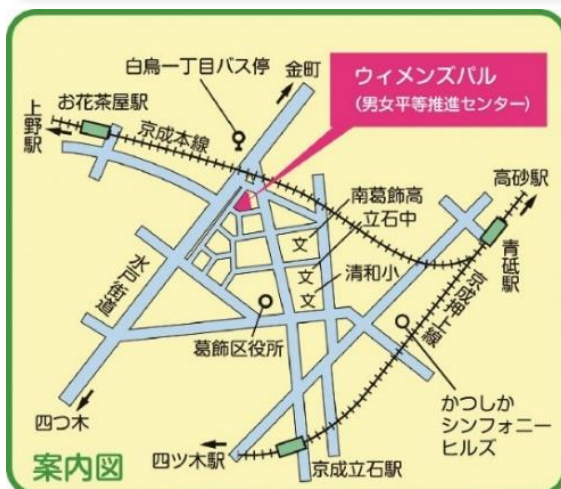 白鳥一丁目バス停
金町
ウィメンズパル
(男女平等推進センター)
お花茶屋駅
上野駅
京成本線
高砂駅
南葛飾高
立石中
清和小
文
文
文
青砥駅
京成押上線
水戸街道
葛飾区役所
かつしか
シンフォニー
ヒルズ
四つ木
四ツ木駅
京成立石駅
案内図